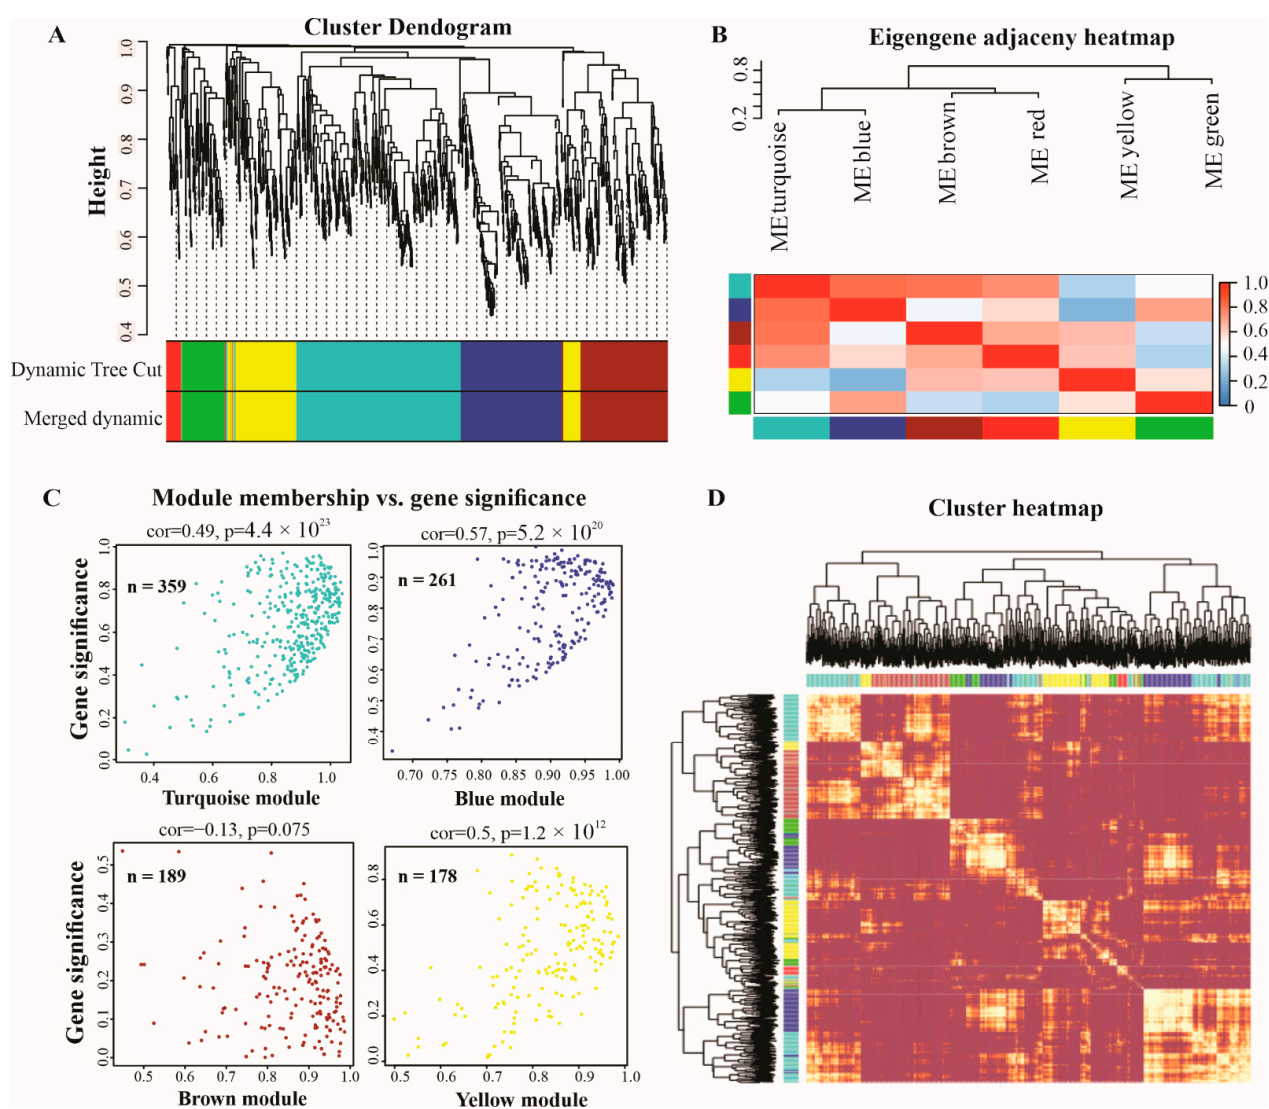 A
Cluster Dendogram
Height
1.0
0.9
0.8
0.7
0.6
0.5
0.4
Dynamic Tree Cut
Merged dynamic
B
Eigengene adjaceny heatmap
0.8
0.2
MEturquoise
ME blue
ME brown
ME red
ME yellow
ME green
1.0
0.8
0.6
0.4
0.2
0
C
Module membership vs. gene significance
cor=0.49, p=4.4 × 10²³
n = 359
Gene significance
1.0
0.8
0.6
0.4
0.2
0.0
0.4 0.6 0.8 1.0
Turquoise module
cor=0.57, p=5.2 × 10²⁰
n = 261
1.0
0.9
0.8
0.7
0.6
0.5
0.4
0.70 0.75 0.80 0.85 0.90 0.95 1.00
Blue module
cor=−0.13, p=0.075
n = 189
Gene significance
0.5
0.4
0.3
0.2
0.1
0.0
0.5 0.6 0.7 0.8 0.9 1.0
Brown module
cor=0.5, p=1.2 × 10¹²
n = 178
0.8
0.6
0.4
0.2
0.0
0.5 0.6 0.7 0.8 0.9 1.0
Yellow module
D
Cluster heatmap